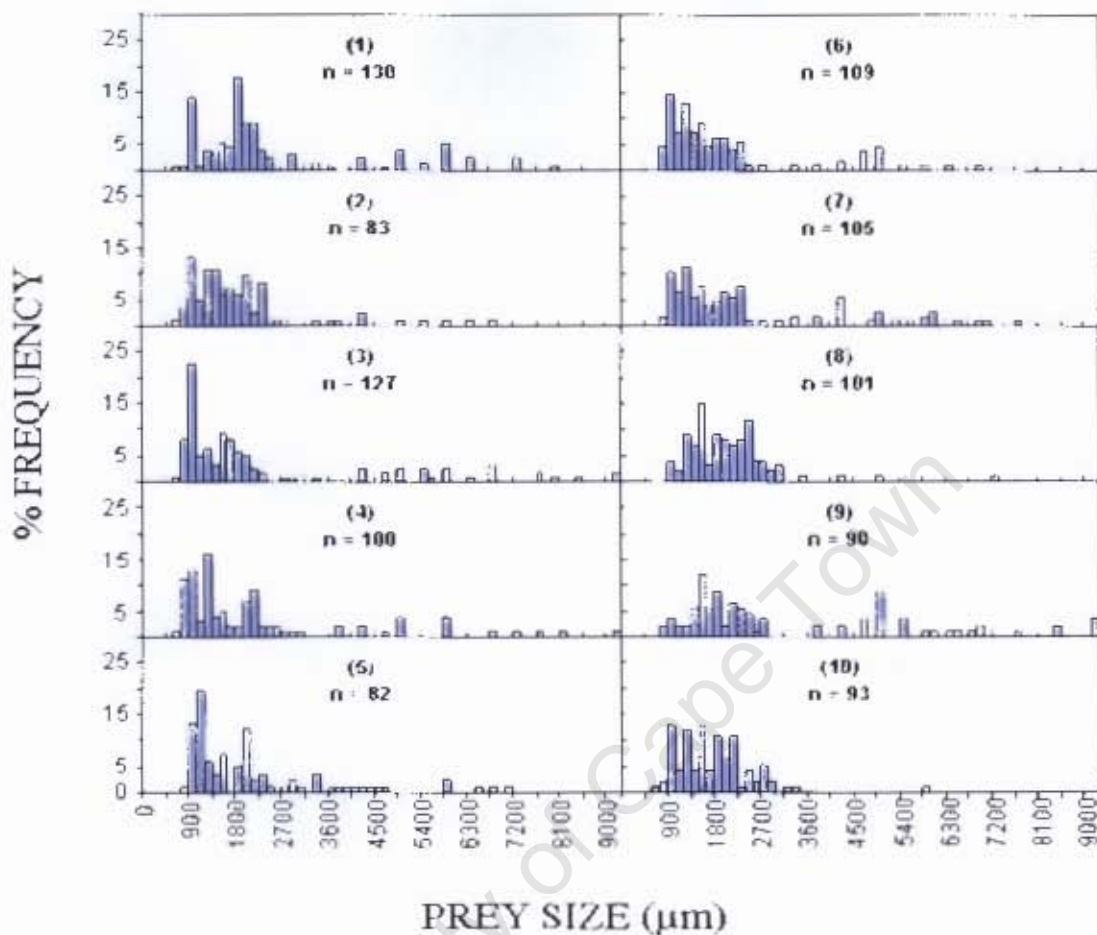 % FREQUENCY
25
15
5
(1)
n = 130
(6)
n = 109
25
15
5
(2)
n = 83
(7)
n = 105
25
15
5
(3)
n - 127
(8)
n = 101
25
15
5
(4)
n = 100
(9)
n = 90
25
15
5
0
(5)
n = 82
(10)
n - 93
0 900 1800 2700 3600 4500 5400 6300 7200 8100 9000
900 1800 2700 3600 4500 5400 6300 7200 8100 9000
PREY SIZE (µm)
y of Cape Town